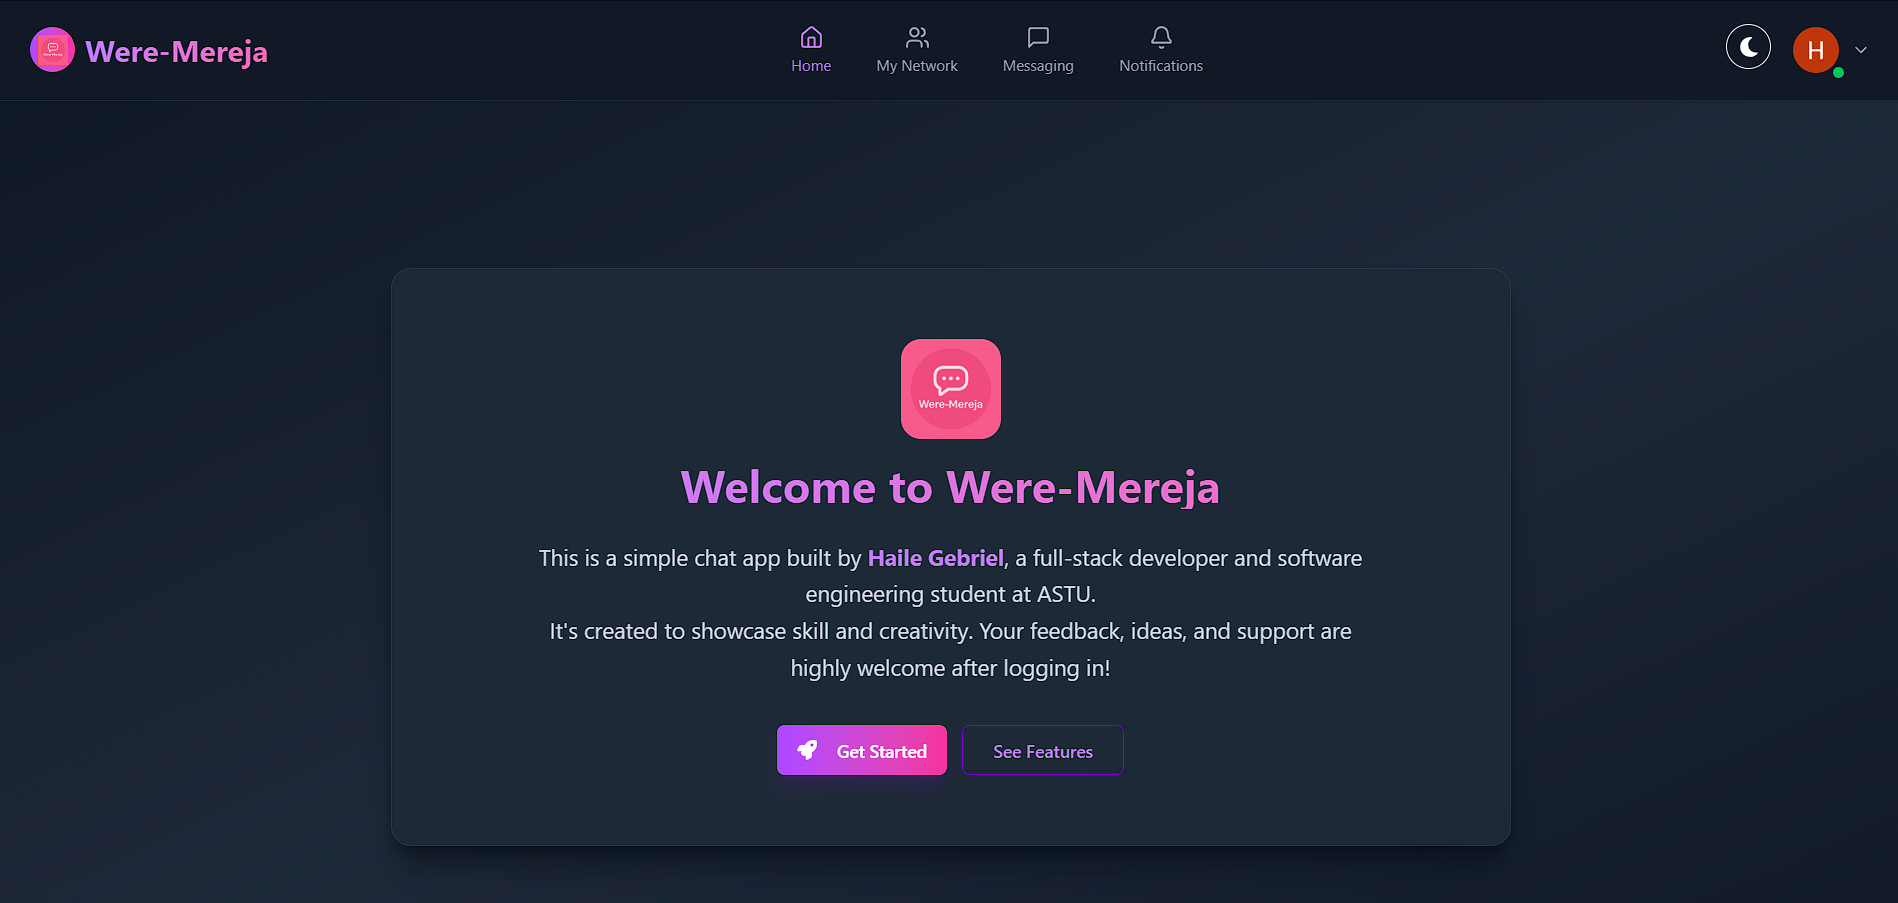 Were-Mereja
Home
My Network
Messaging
Notifications
H
Were-Mereja
Welcome to Were-Mereja
This is a simple chat app built by Haile Gebriel, a full-stack developer and software
engineering student at ASTU.
It's created to showcase skill and creativity. Your feedback, ideas, and support are
highly welcome after logging in!
Get Started
See Features